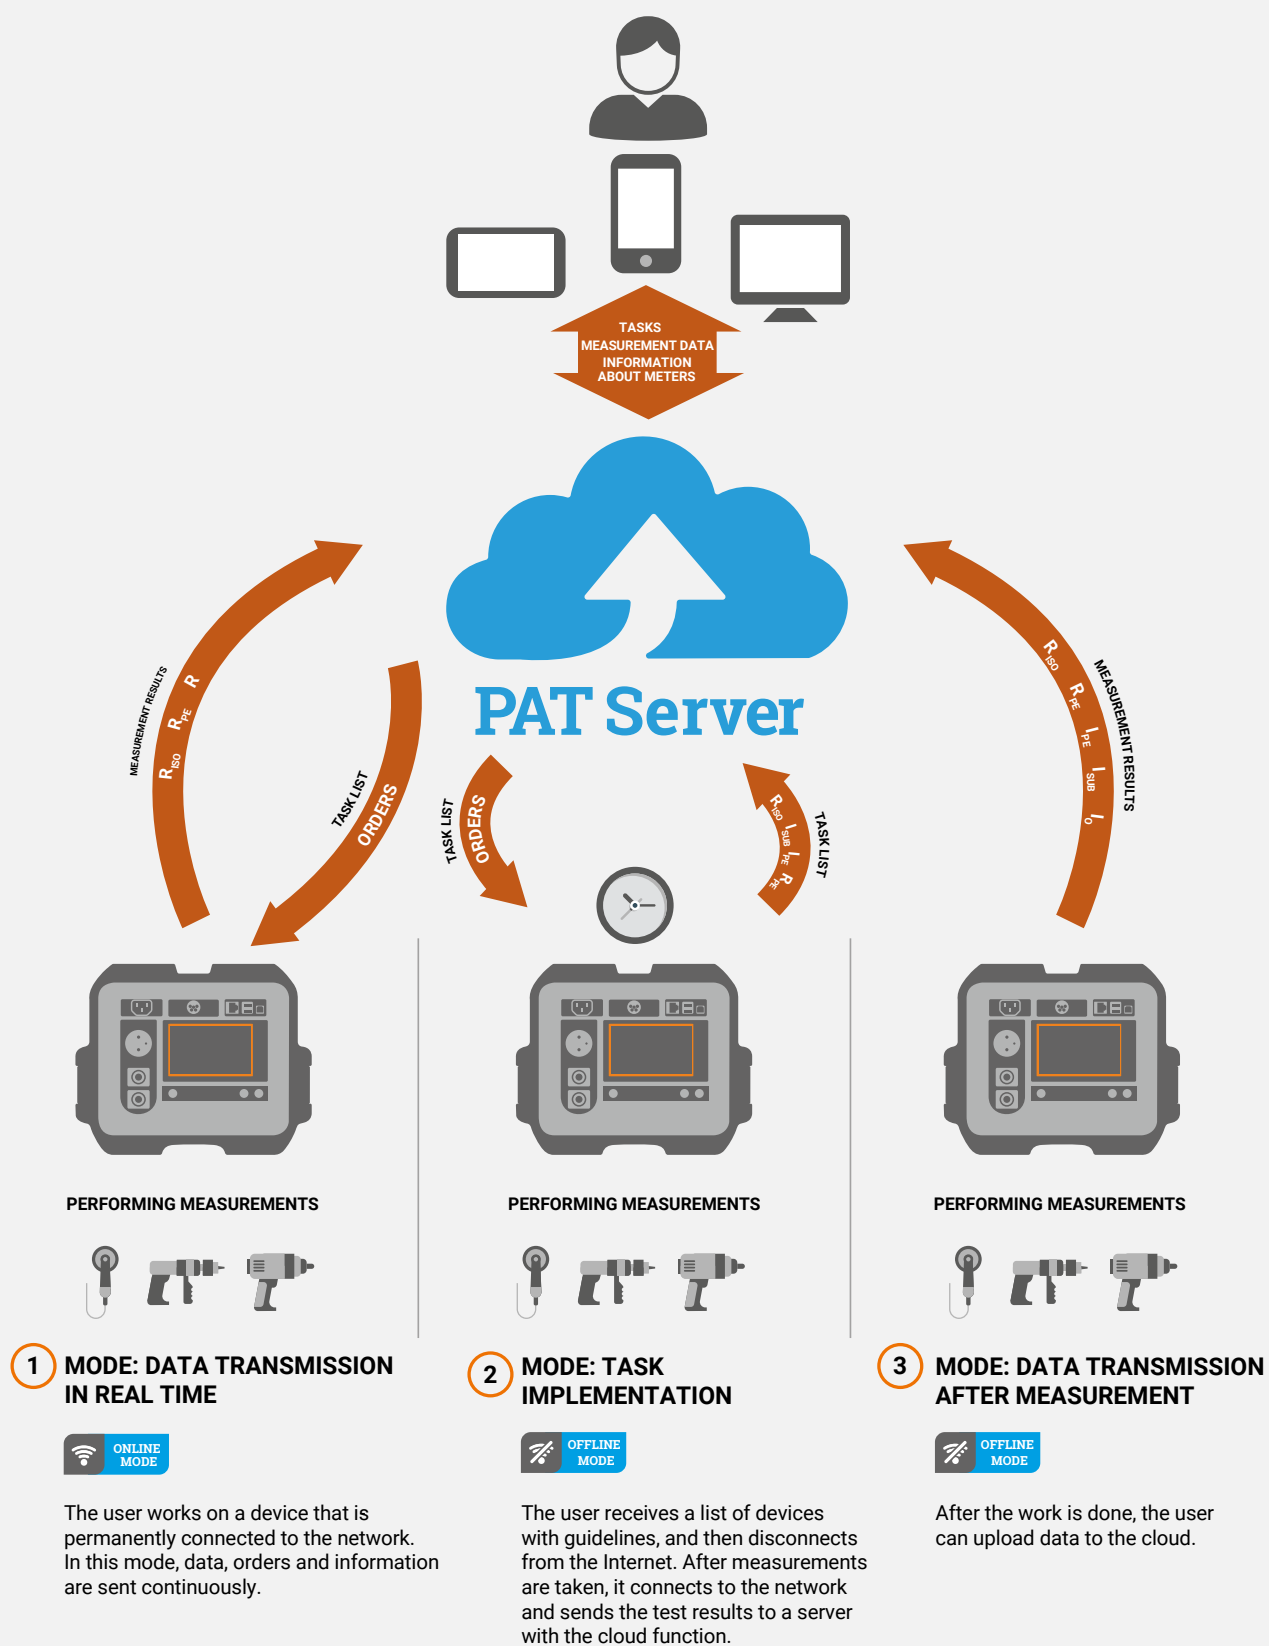 TASKS
MEASUREMENT DATA
INFORMATION
ABOUT METERS
PAT Server
MEASUREMENT RESULTS
RISO RPE R
TASK LIST
ORDERS
TASK LIST
ORDERS
RISO ISUB IPE RPE
TASK LIST
RISO RPE IPE ISUB IO
MEASUREMENT RESULTS
PERFORMING MEASUREMENTS
PERFORMING MEASUREMENTS
PERFORMING MEASUREMENTS
1 MODE: DATA TRANSMISSION
IN REAL TIME
ONLINE
MODE
The user works on a device that is
permanently connected to the network.
In this mode, data, orders and information
are sent continuously.
2 MODE: TASK
IMPLEMENTATION
OFFLINE
MODE
The user receives a list of devices
with guidelines, and then disconnects
from the Internet. After measurements
are taken, it connects to the network
and sends the test results to a server
with the cloud function.
3 MODE: DATA TRANSMISSION
AFTER MEASUREMENT
OFFLINE
MODE
After the work is done, the user
can upload data to the cloud.